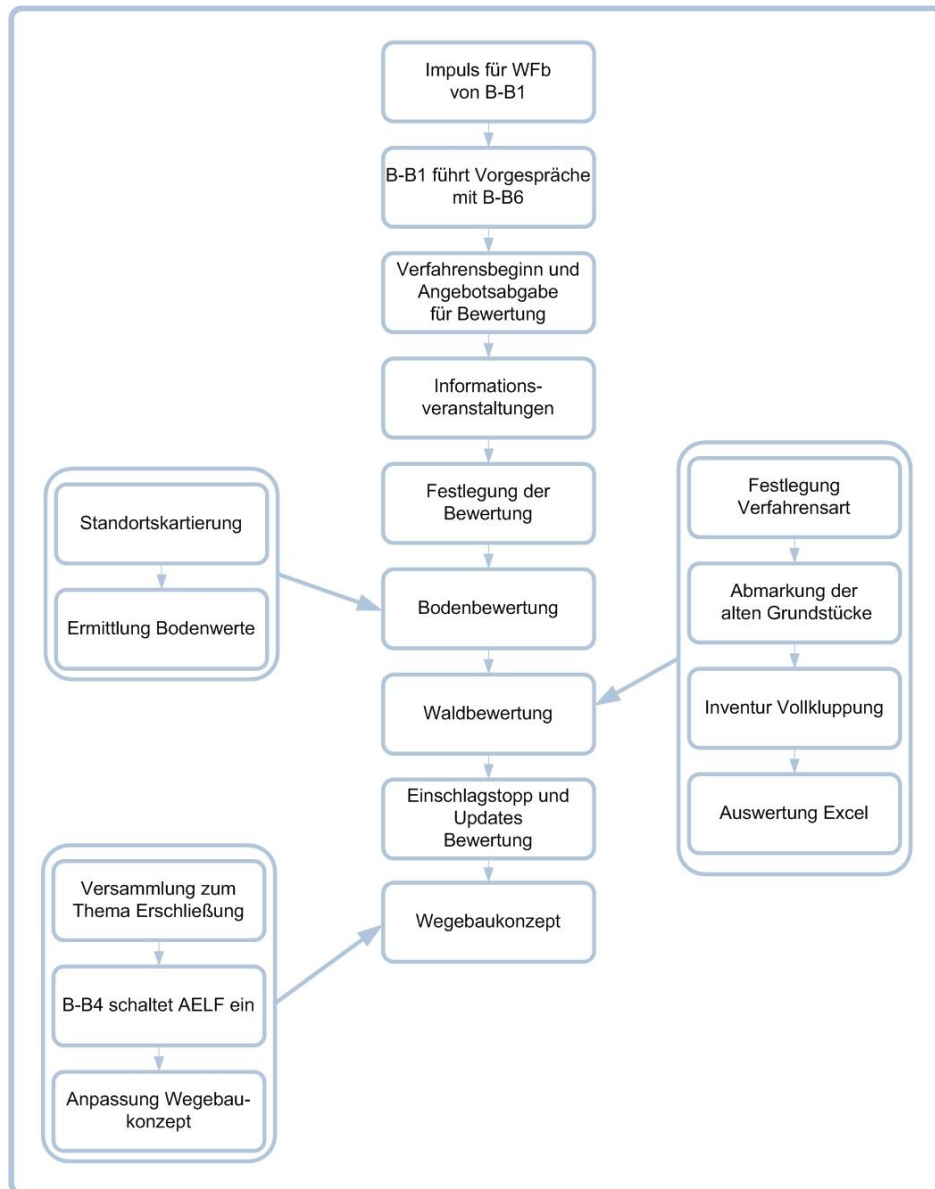 Impuls für WFb
von B-B1
B-B1 führt Vorgespräche
mit B-B6
Verfahrensbeginn und
Angebotsabgabe
für Bewertung
Informations-
veranstaltungen
Festlegung der
Bewertung
Bodenbewertung
Waldbewertung
Einschlagstopp und
Updates
Bewertung
Wegebaukonzept
Standortskartierung
Ermittlung Bodenwerte
Festlegung
Verfahrensart
Abmarkung der
alten Grundstücke
Inventur Vollkluppung
Auswertung Excel
Versammlung zum
Thema Erschließung
B-B4 schaltet AELF ein
Anpassung Wegebau-
konzept